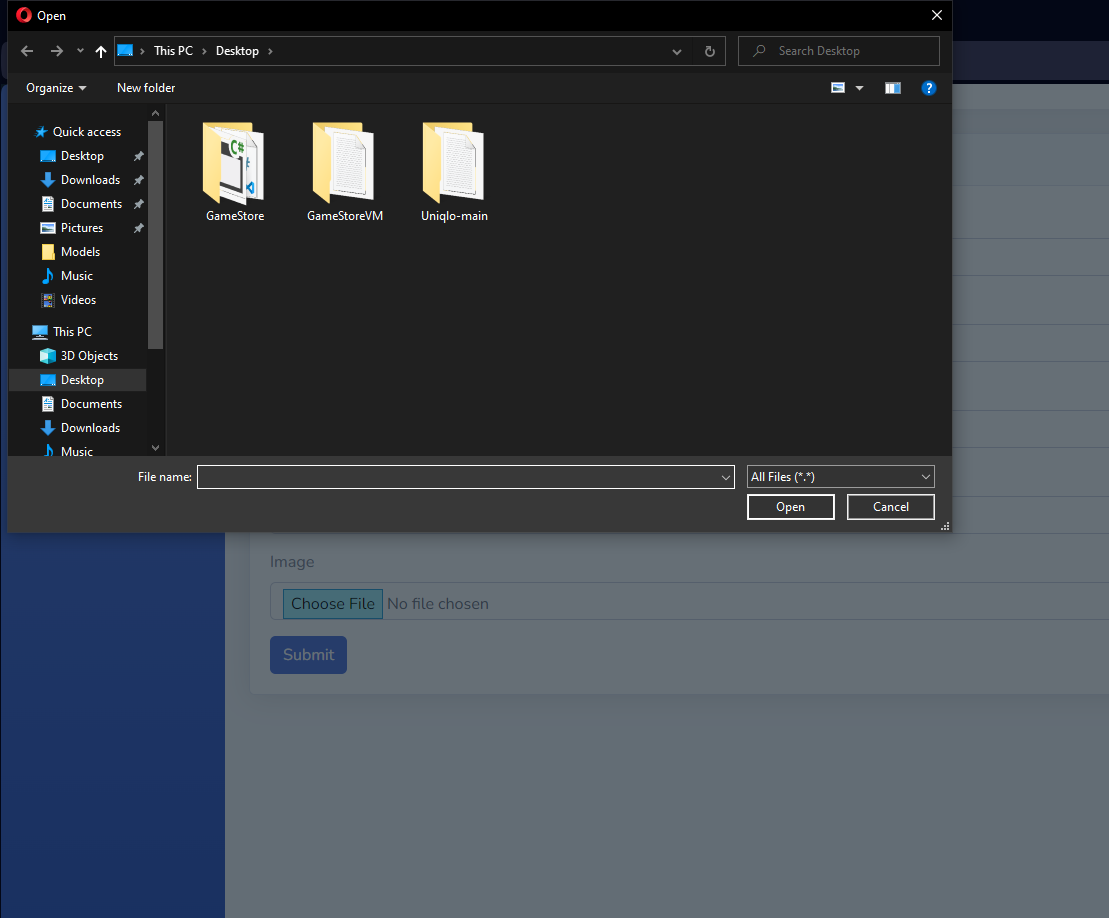 Open
This PC
Desktop
Search Desktop
Organize
New folder
?
Quick access
Desktop
Downloads
Documents
Pictures
Models
Music
Videos
This PC
3D Objects
Desktop
Documents
Downloads
Music
C#
GameStore
GameStoreVM
Uniqlo-main
File name:
All Files (*.*)
Open
Cancel
Image
Choose File No file chosen
Submit